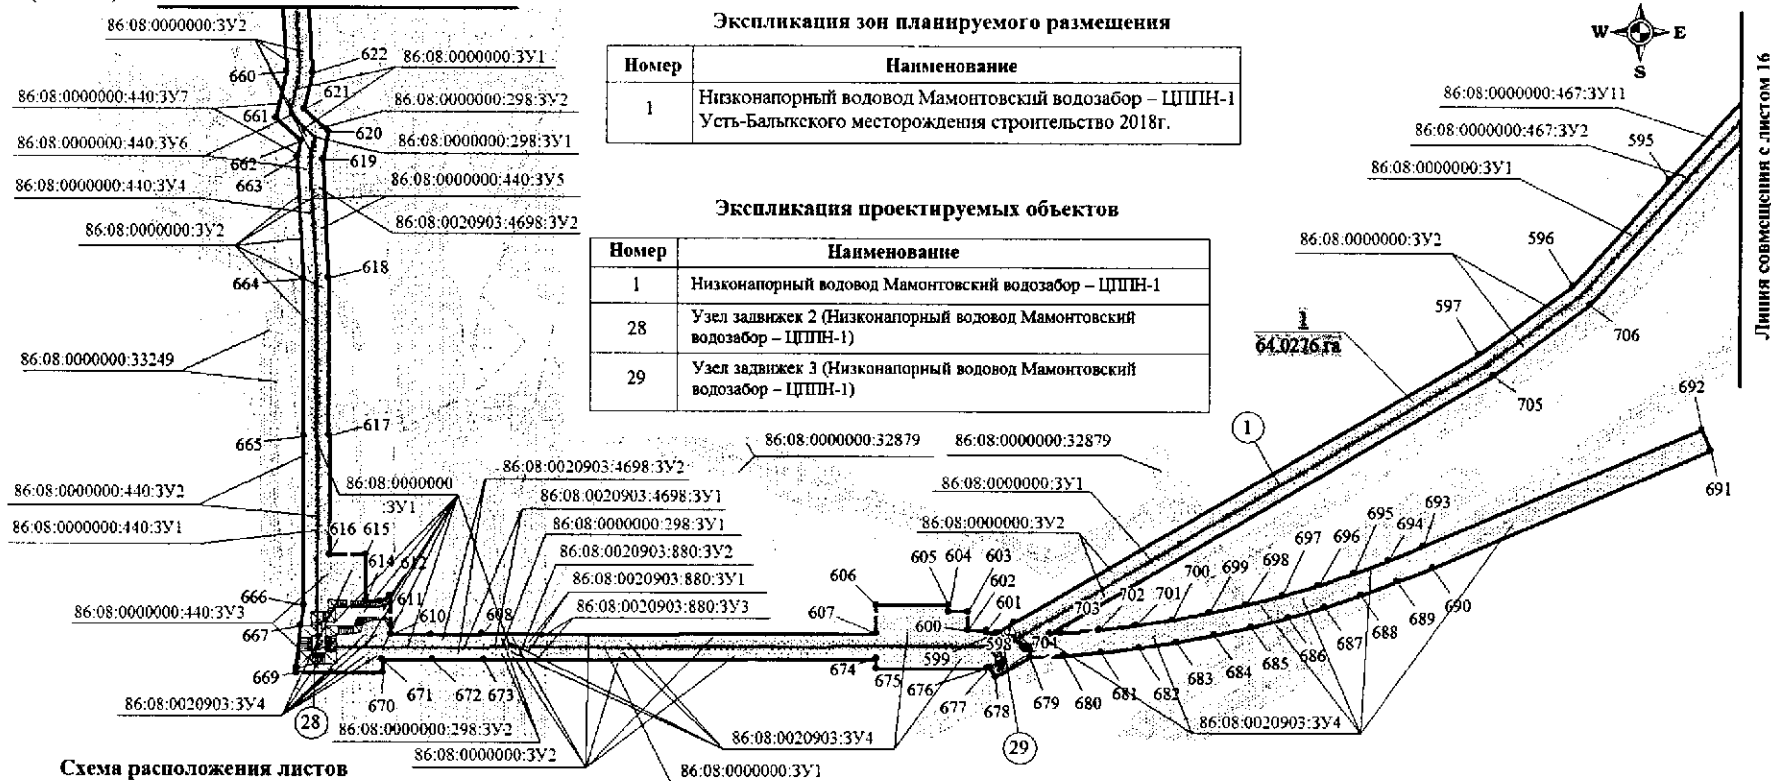 Экспликация зон планируемого размещения
Номер Наименование
1 Низконапорный водовод Мамонтовский водозабор – ЦППН-1
Усть-Балыкского месторождения строительство 2018г.
Экспликация проектируемых объектов
Номер Наименование
1 Низконапорный водовод Мамонтовский водозабор – ЦППН-1
28 Узел задвижек 2 (Низконапорный водовод Мамонтовский
водозабор – ЦППН-1)
29 Узел задвижек 3 (Низконапорный водовод Мамонтовский
водозабор – ЦППН-1)
W E
S
Линия совмещения с листом 16
86:08:0000000:ЗУ2
660
622
86:08:0000000:ЗУ1
86:08:0000000:440:ЗУ7
621
86:08:0000000:298:ЗУ2
661
620
86:08:0000000:440:ЗУ6
662
619
86:08:0000000:298:ЗУ1
86:08:0000000:440:ЗУ4
663
86:08:0000000:440:ЗУ5
86:08:0000000:ЗУ2
86:08:0020903:4698:ЗУ2
664
618
86:08:0000000:33249
665
617
86:08:0000000:440:ЗУ2
86:08:0000000
:ЗУ1
86:08:0000000:440:ЗУ1
616
615
614
612
666
611
86:08:0000000:440:ЗУ3
667
610
608
669
670
671
672
673
86:08:0020903:ЗУ4
28
86:08:0000000:298:ЗУ2
86:08:0000000:ЗУ2
86:08:0000000:ЗУ1
86:08:0020903:ЗУ4
86:08:0020903:4698:ЗУ2
86:08:0020903:4698:ЗУ1
86:08:0000000:298:ЗУ1
86:08:0020903:880:ЗУ2
86:08:0020903:880:ЗУ1
86:08:0020903:880:ЗУ3
86:08:0000000:32879
86:08:0000000:32879
86:08:0000000:ЗУ1
86:08:0000000:ЗУ2
606
607
605
604
603
602
601
600
598
599
674
675
676
677
678
679
29
704
703
702
701
700
699
698
697
696
695
694
693
692
691
690
689
688
687
686
685
684
683
682
681
680
86:08:0020903:ЗУ4
1
1
64.0276 га
86:08:0000000:467:ЗУ11
86:08:0000000:467:ЗУ2
595
86:08:0000000:ЗУ1
86:08:0000000:ЗУ2
596
597
706
705
Схема расположения листов